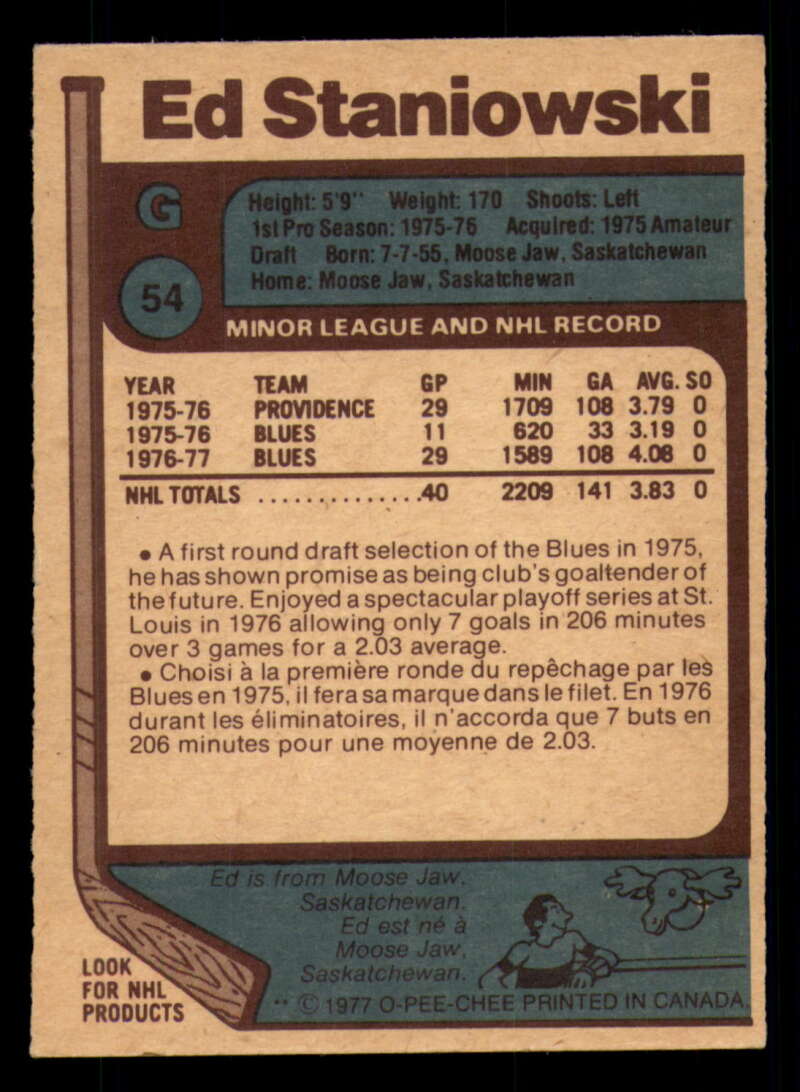 Ed Staniowski
G
Height: 5'9" Weight: 170 Shoots: Left
1st Pro Season: 1975-76 Acquired: 1975 Amateur
Draft Born: 7-7-55, Moose Jaw, Saskatchewan
Home: Moose Jaw, Saskatchewan
54
MINOR LEAGUE AND NHL RECORD
YEAR TEAM GP MIN GA AVG. SO
1975-76 PROVIDENCE 29 1709 108 3.79 0
1975-76 BLUES 11 620 33 3.19 0
1976-77 BLUES 29 1589 108 4.08 0
NHL TOTALS ...............40 2209 141 3.83 0
• A first round draft selection of the Blues in 1975,
he has shown promise as being club's goaltender of
the future. Enjoyed a spectacular playoff series at St.
Louis in 1976 allowing only 7 goals in 206 minutes
over 3 games for a 2.03 average.
• Choisi à la première ronde du repêchage par les
Blues en 1975, il fera sa marque dans le filet. En 1976
durant les éliminatoires, il n'accorda que 7 buts en
206 minutes pour une moyenne de 2.03.
Ed is from Moose Jaw,
Saskatchewan.
Ed est né à
Moose Jaw,
Saskatchewan.
LOOK
FOR NHL
PRODUCTS
** © 1977 O-PEE-CHEE PRINTED IN CANADA.